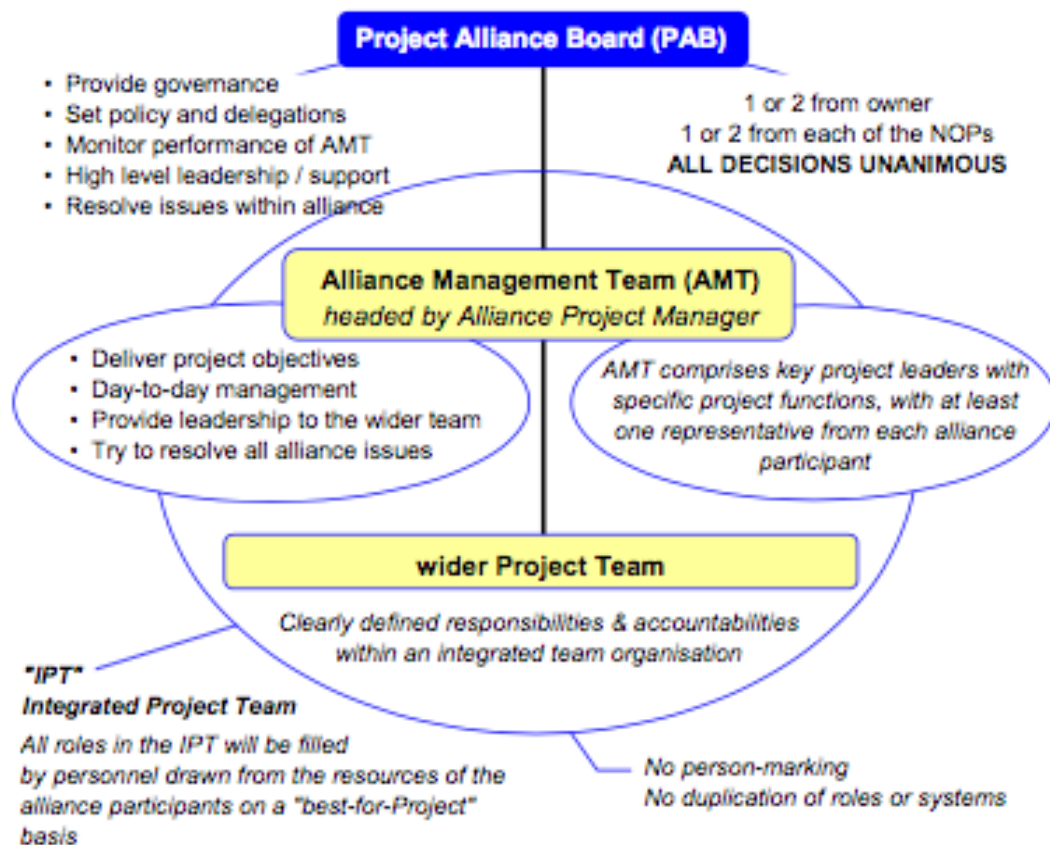 Project Alliance Board (PAB)
• Provide governance
• Set policy and delegations
• Monitor performance of AMT
• High level leadership / support
• Resolve issues within alliance
1 or 2 from owner
1 or 2 from each of the NOPs
ALL DECISIONS UNANIMOUS
Alliance Management Team (AMT)
headed by Alliance Project Manager
• Deliver project objectives
• Day-to-day management
• Provide leadership to the wider team
• Try to resolve all alliance issues
AMT comprises key project leaders with
specific project functions, with at least
one representative from each alliance
participant
wider Project Team
Clearly defined responsibilities & accountabilities
within an integrated team organisation
"IPT"
Integrated Project Team
All roles in the IPT will be filled
by personnel drawn from the resources of the
alliance participants on a "best-for-Project"
basis
No person-marking
No duplication of roles or systems